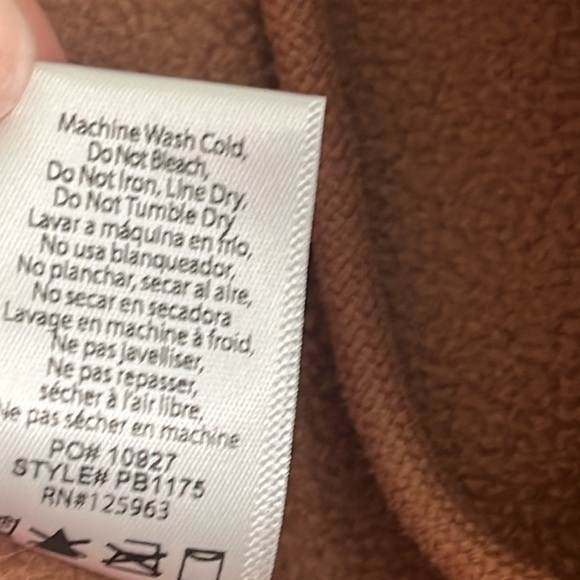 Machine Wash Cold,
Do Not Bleach,
Do Not Iron, Line Dry,
Do Not Tumble Dry,
Lavar a máquina en frío,
No usa blanqueador,
No planchar, secar al aire,
No secar en secadora
Lavage en machine à froid,
Ne pas javelliser,
Ne pas repasser,
sécher à l'air libre,
Ne pas sécher en machine
PO# 10827
STYLE# PB1175
RN#125963